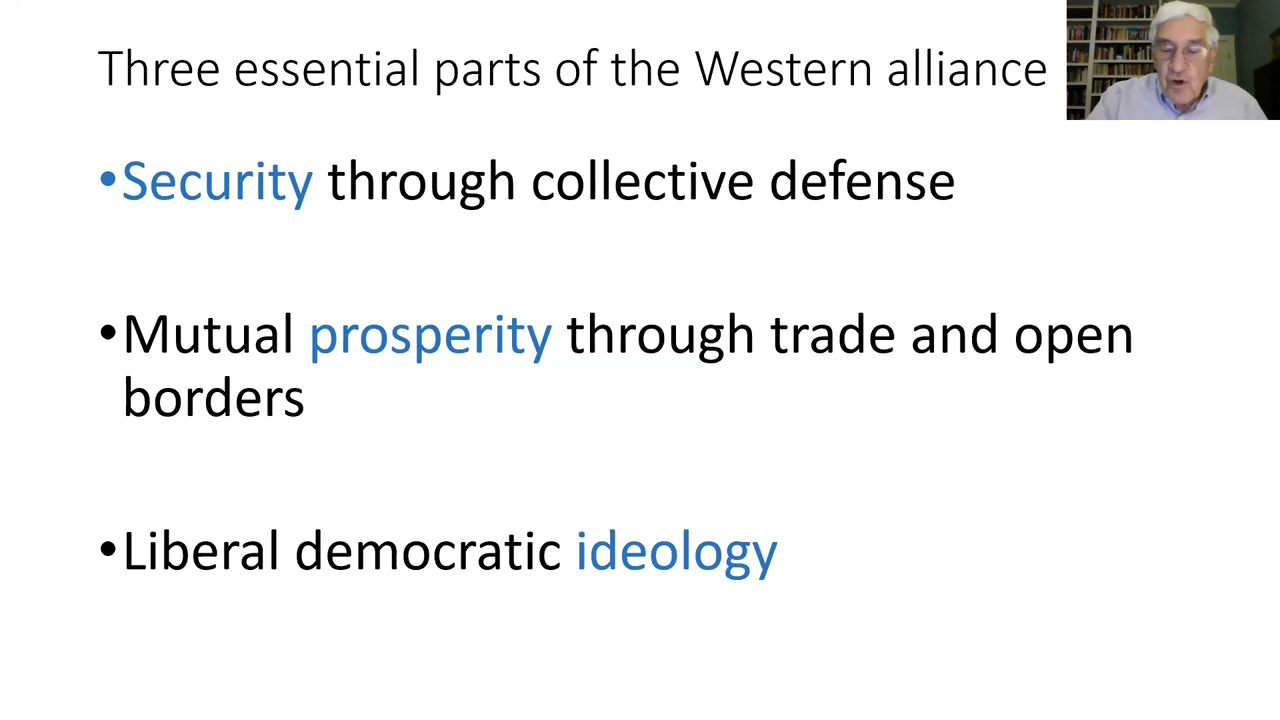 Three essential parts of the Western alliance
•Security through collective defense
•Mutual prosperity through trade and open
borders
•Liberal democratic ideology